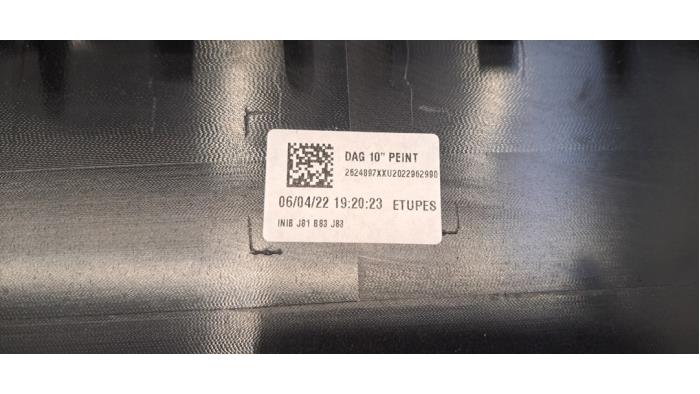 DAG 10" PEINT
2624897XXU2022962990
06/04/22 19:20:23 ETUPES
INIB J81 B83 J83